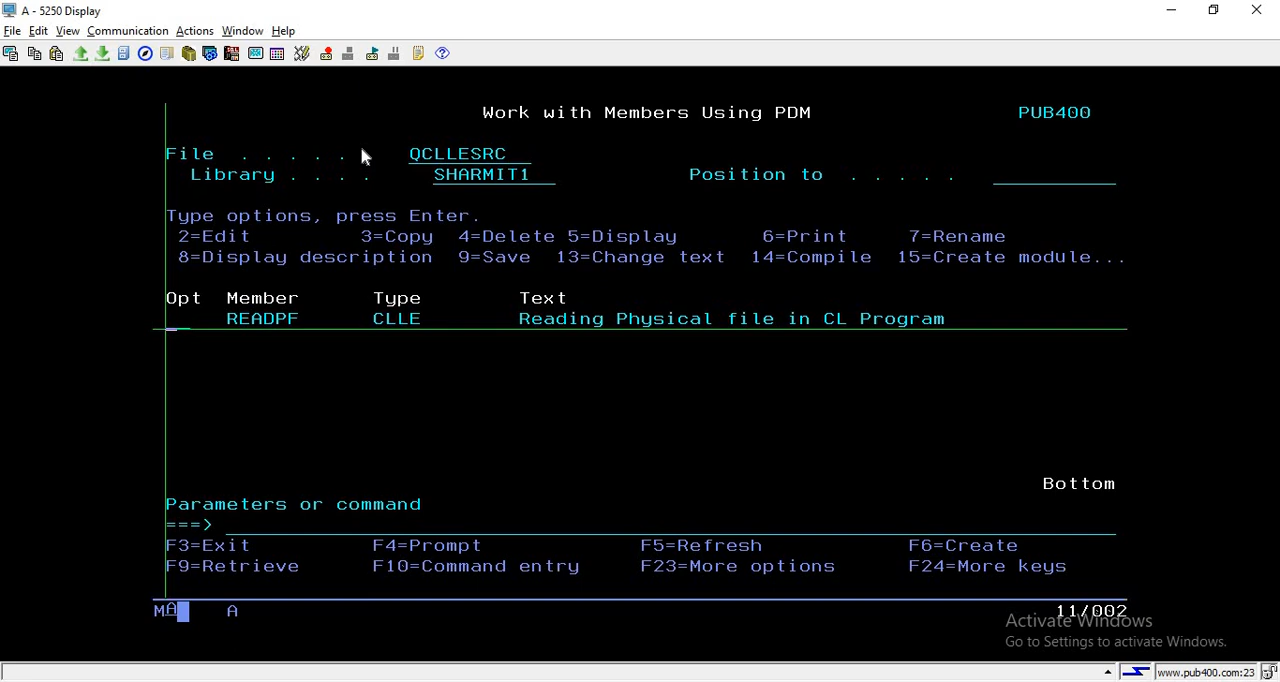 A - 5250 Display
File Edit View Communication Actions Window Help
Work with Members Using PDM PUB400
File . . . . . QCLLESRC
Library . . . . SHARMIT1 Position to . . . . .
Type options, press Enter.
2=Edit 3=Copy 4=Delete 5=Display 6=Print 7=Rename
8=Display description 9=Save 13=Change text 14=Compile 15=Create module...
Opt Member Type Text
READPF CLLE Reading Physical file in CL Program
Bottom
Parameters or command
===>
F3=Exit F4=Prompt F5=Refresh F6=Create
F9=Retrieve F10=Command entry F23=More options F24=More keys
MA A 11/002
Activate Windows
Go to Settings to activate Windows.
www.pub400.com:23